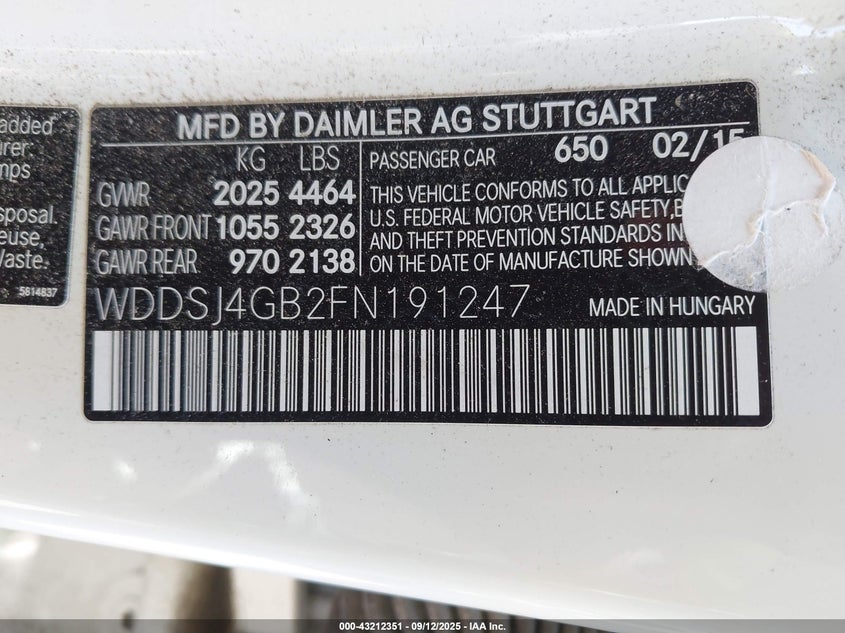 added
urer:
mps
sposal.
euse,
Waste.
5814837
MFD BY DAIMLER AG STUTTGART
KG LBS
GVWR 2025 4464
GAWR FRONT 1055 2326
GAWR REAR 970 2138
PASSENGER CAR 650 02/15
THIS VEHICLE CONFORMS TO ALL APPLIC
U.S. FEDERAL MOTOR VEHICLE SAFETY, B
AND THEFT PREVENTION STANDARDS IN
ON THE DATE OF MANUFACTURE SHOWN
WDDSJ4GB2FN191247 MADE IN HUNGARY
000-43212351 | 09/12/2025 - IAA Inc.